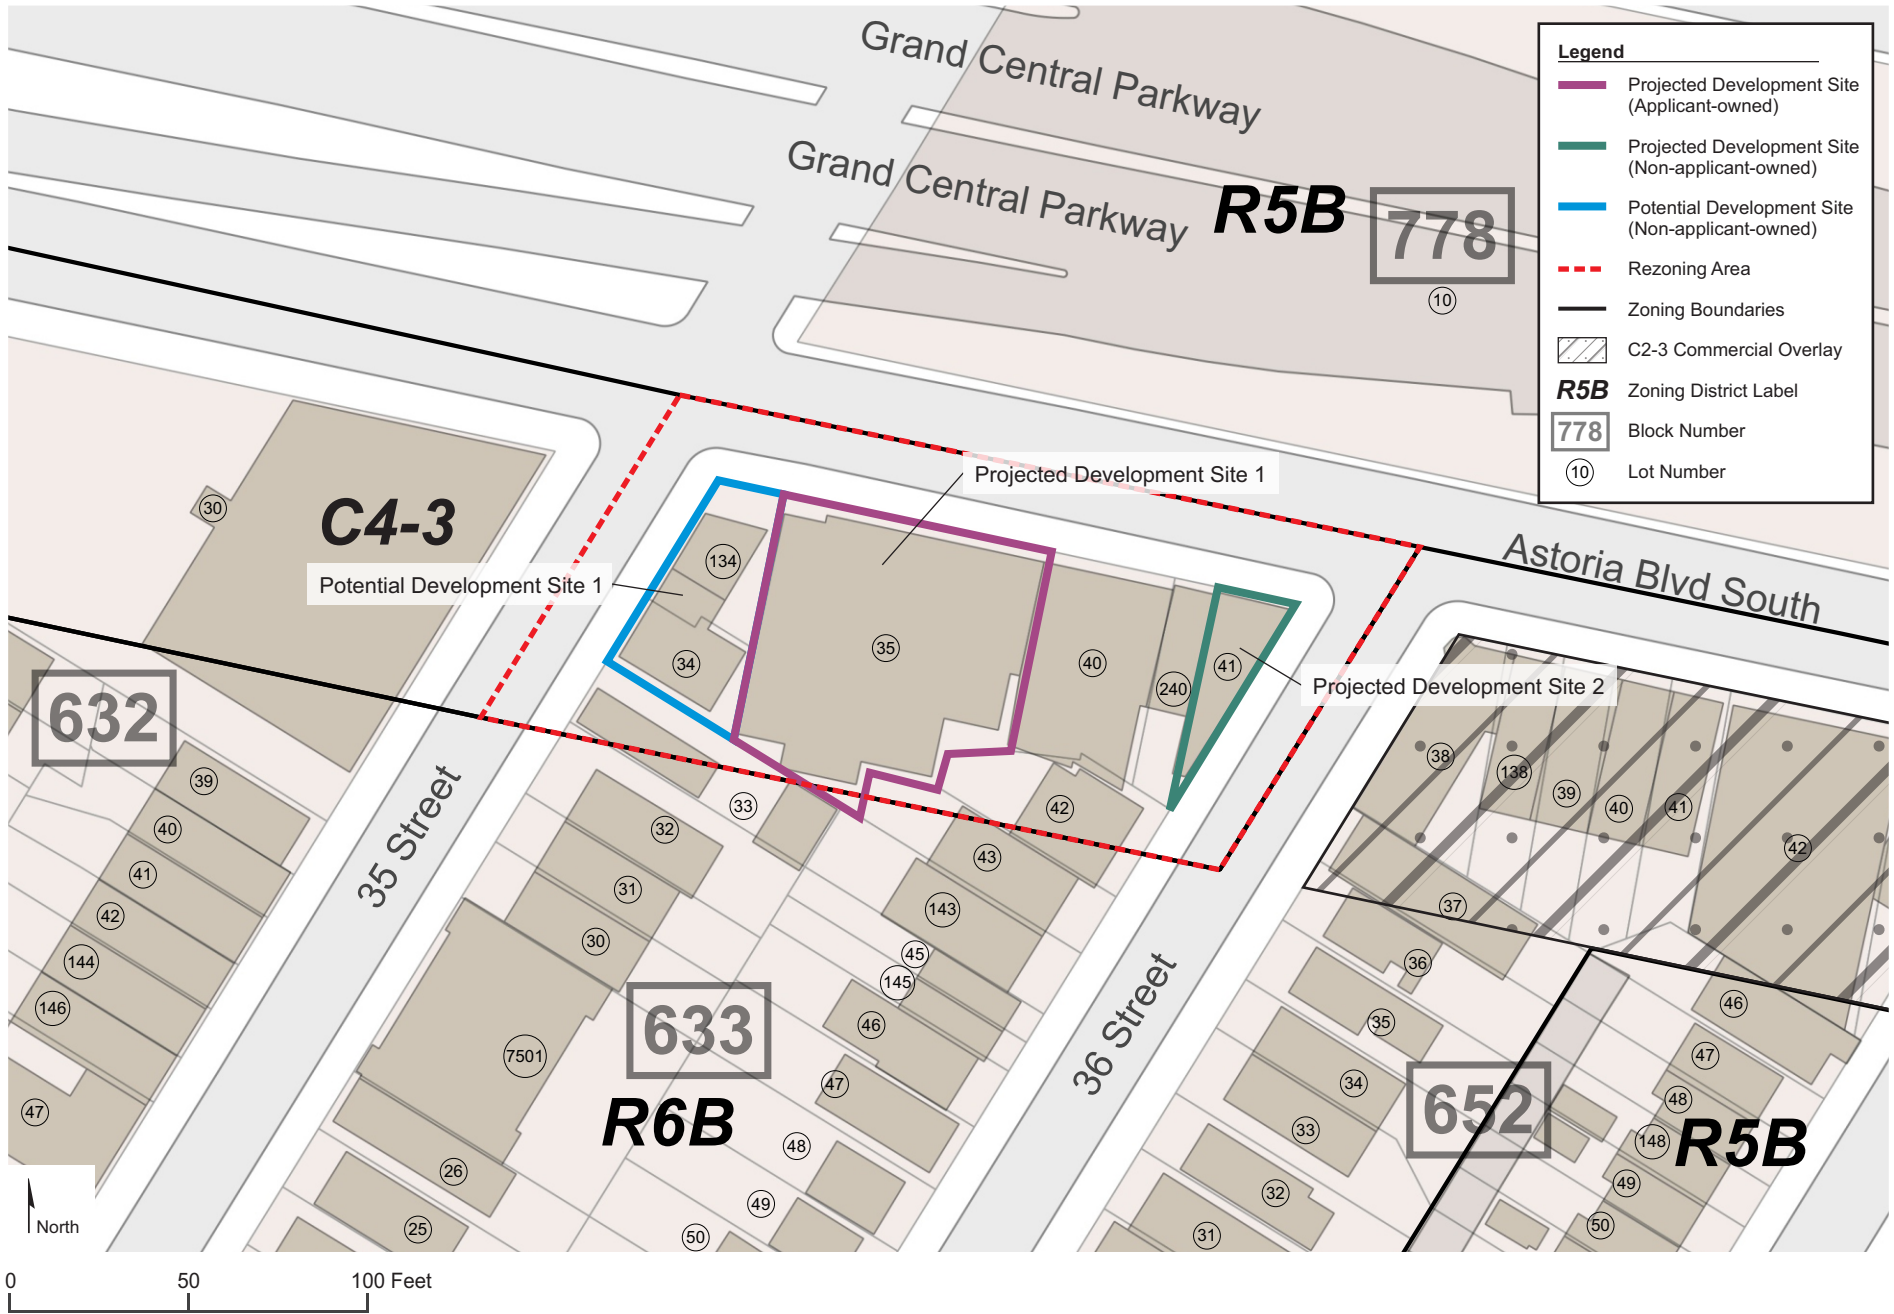 Grand Central Parkway
Grand Central Parkway
R5B
778
10
Legend
Projected Development Site
(Applicant-owned)
Projected Development Site
(Non-applicant-owned)
Potential Development Site
(Non-applicant-owned)
Rezoning Area
Zoning Boundaries
C2-3 Commercial Overlay
R5B Zoning District Label
778 Block Number
10 Lot Number
Projected Development Site 1
30
C4-3
134
Potential Development Site 1
34
35
40
240
41
Astoria Blvd South
Projected Development Site 2
632
39
40
41
42
144
146
47
35 Street
33
32
31
30
7501
26
25
42
43
143
45
145
46
47
48
49
50
633
R6B
36 Street
38
138
39
40
41
42
37
36
35
34
33
32
31
652
46
47
48
148
49
50
R5B
North
0 50 100 Feet